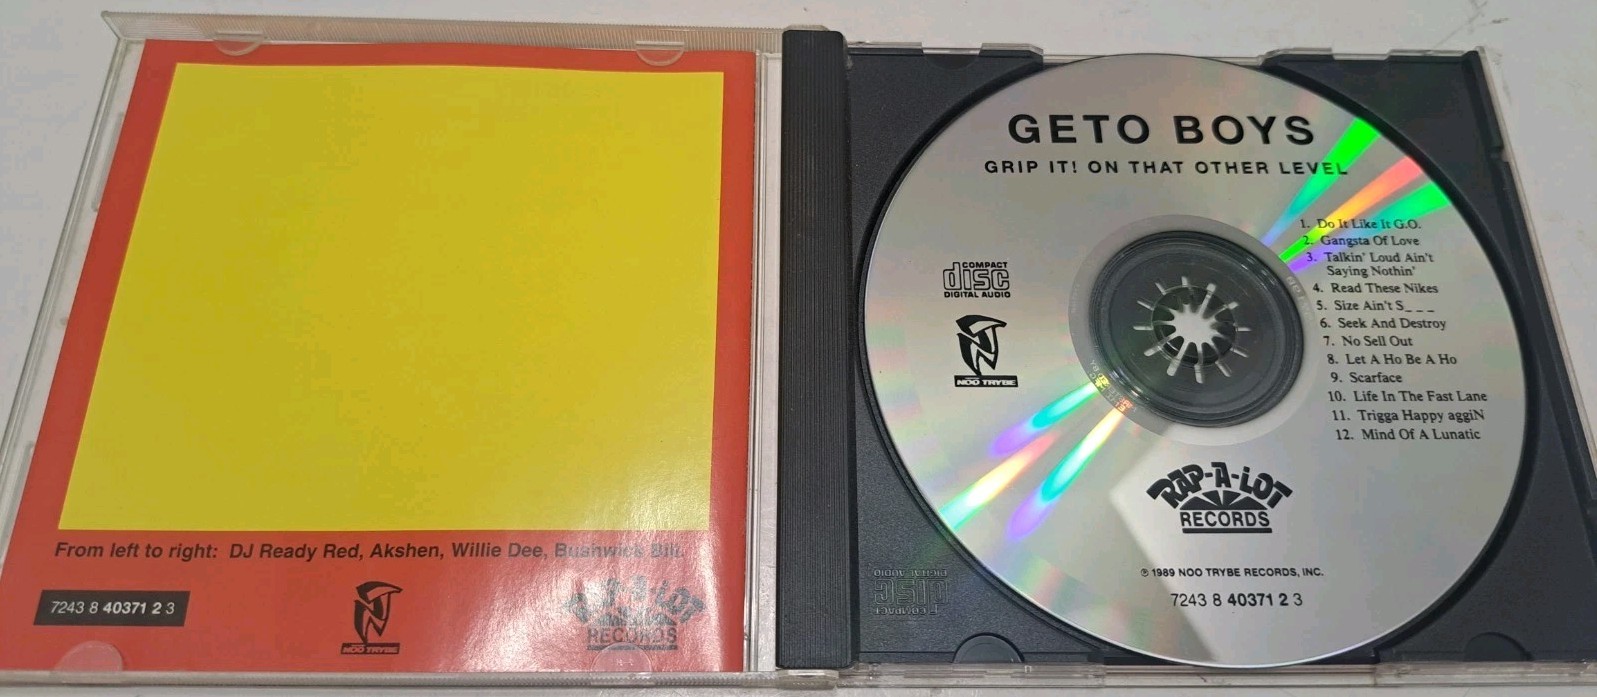 From left to right: DJ Ready Red, Akshen, Willie Dee, Bushwick Bill.
7243 8 40371 2 3
NOO TRYBE
RAP-A-LOT
RECORDS
GETO BOYS
GRIP IT! ON THAT OTHER LEVEL
COMPACT
disc
DIGITAL AUDIO
NOO TRYBE
1. Do It Like It G.O.
2. Gangsta Of Love
3. Talkin' Loud Ain't
Saying Nothin'
4. Read These Nikes
5. Size Ain't S_ _ _
6. Seek And Destroy
7. No Sell Out
8. Let A Ho Be A Ho
9. Scarface
10. Life In The Fast Lane
11. Trigga Happy aggiN
12. Mind Of A Lunatic
RAP-A-LOT
RECORDS
℗ 1989 NOO TRYBE RECORDS, INC.
7243 8 40371 2 3
COMPACT
disc
DIGITAL AUDIO